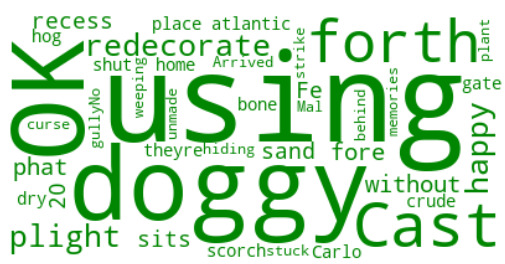 recess
place atlantic
forth
hog
redecorate
strike
plant
OK
shut
home
Arrived
using
gate
weeping
Fe
bone
Mal
unmade
behind
memories
curse
gullyNo
theyre
hiding
sand
fore
happy
phat
doggy
without
dry
20
crude
Cast
plight
sits
scorch
stuck
Carlo